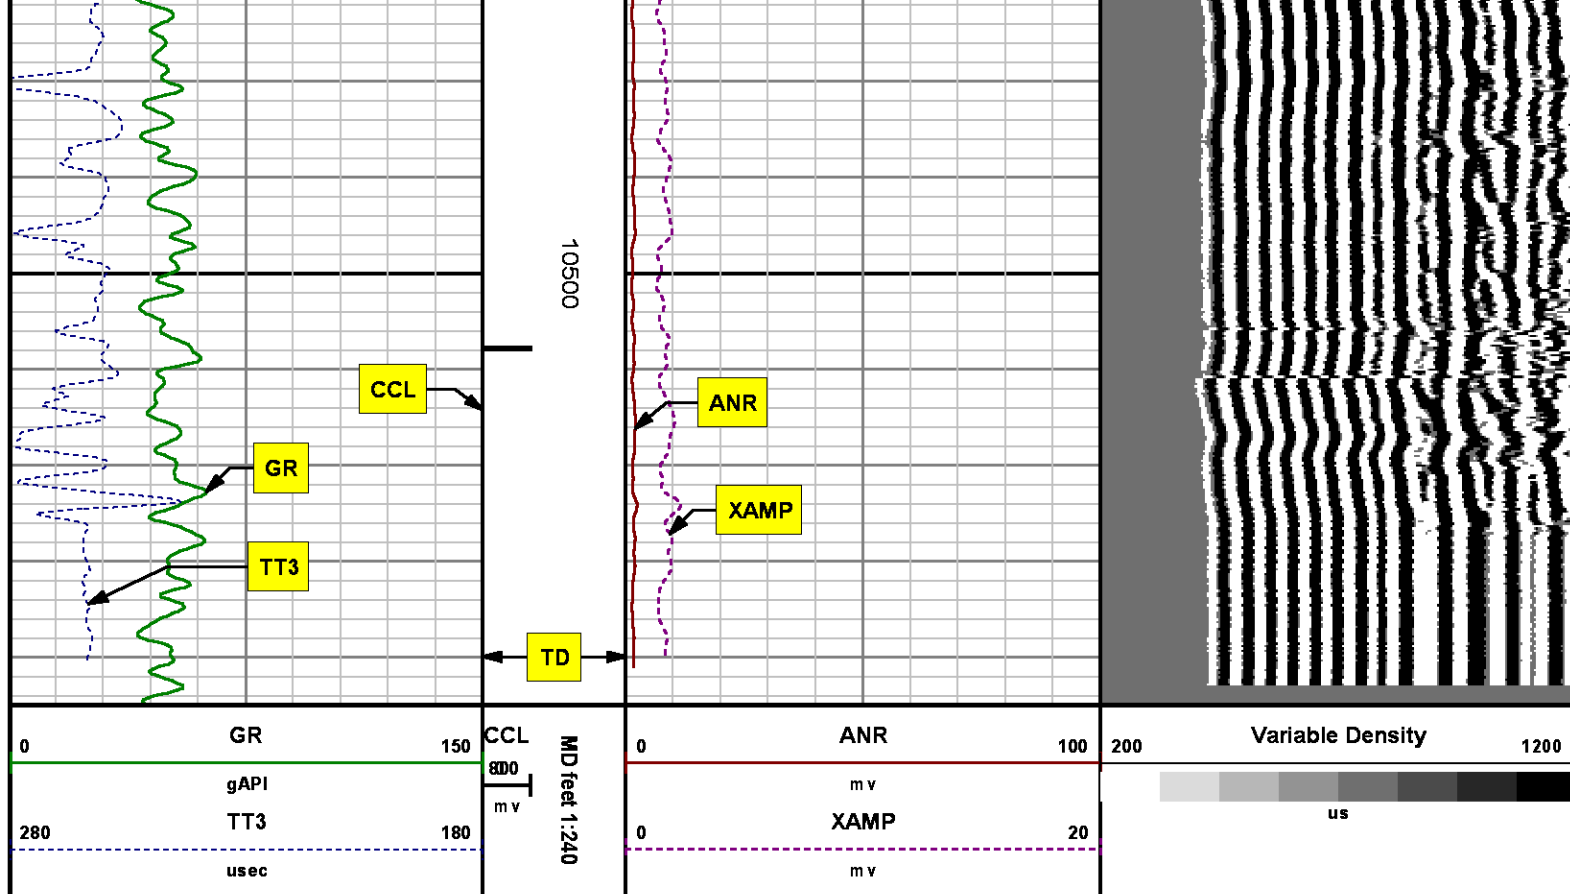 10500
CCL
ANR
GR
XAMP
TT3
TD
0 GR 150
gAPI
TT3
280 180
usec
CCL
mv
MD feet 1:240
0 ANR 100
mv
XAMP
0 20
mv
200 Variable Density 1200
us